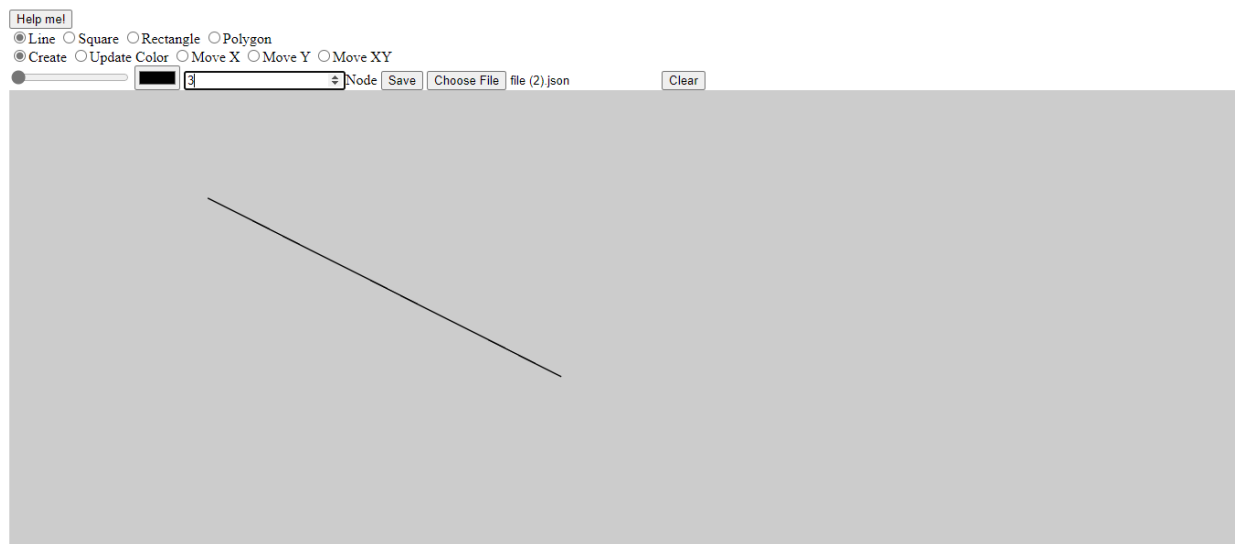 Help me!
Line Square Rectangle Polygon
Create Update Color Move X Move Y Move XY
3 Node Save Choose File file (2).json Clear